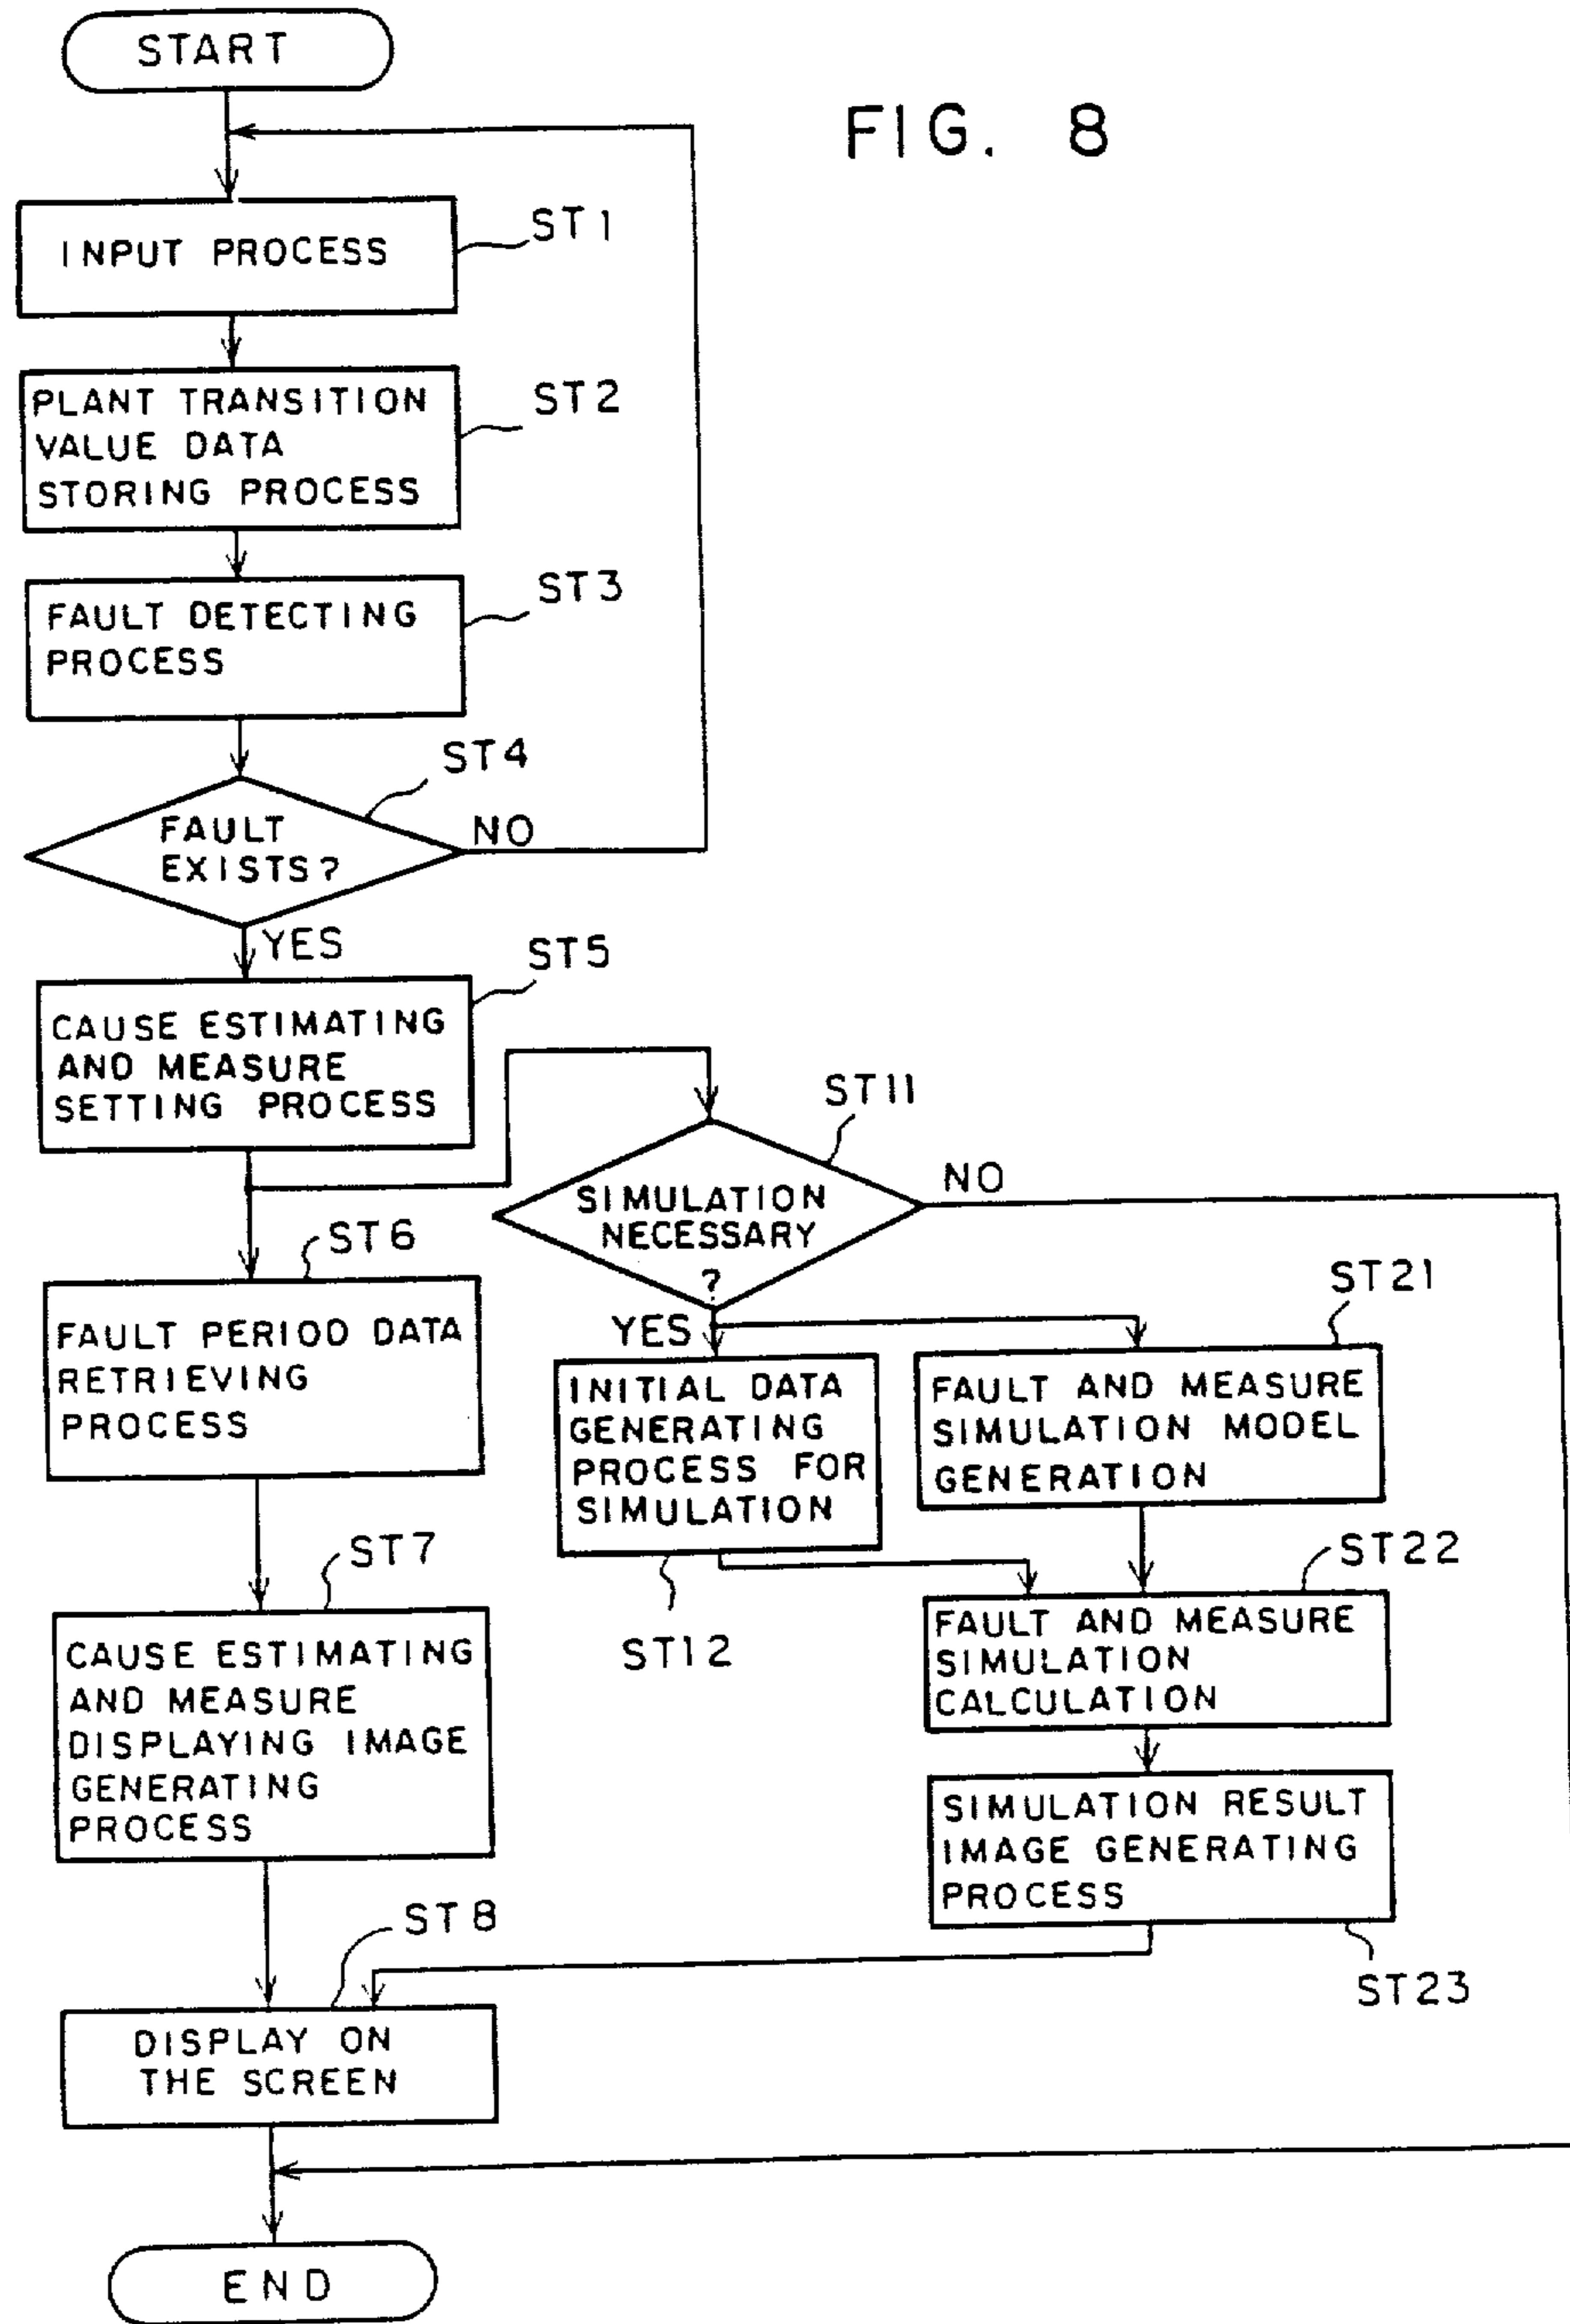 START
FIG. 8
INPUT PROCESS
ST1
PLANT TRANSITION
VALUE DATA
STORING PROCESS
ST2
FAULT DETECTING
PROCESS
ST3
FAULT
EXISTS?
ST4
NO
YES
CAUSE ESTIMATING
AND MEASURE
SETTING PROCESS
ST5
SIMULATION
NECESSARY
?
ST11
NO
YES
FAULT PERIOD DATA
RETRIEVING
PROCESS
ST6
INITIAL DATA
GENERATING
PROCESS FOR
SIMULATION
ST12
FAULT AND MEASURE
SIMULATION MODEL
GENERATION
ST21
CAUSE ESTIMATING
AND MEASURE
DISPLAYING IMAGE
GENERATING
PROCESS
ST7
FAULT AND MEASURE
SIMULATION
CALCULATION
ST22
SIMULATION RESULT
IMAGE GENERATING
PROCESS
ST23
DISPLAY ON
THE SCREEN
ST8
END